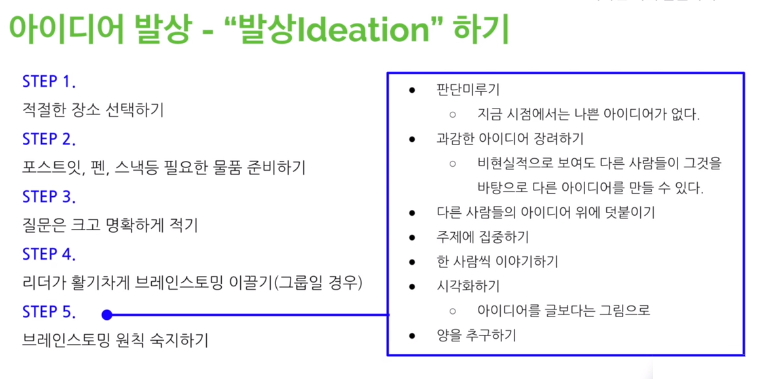 아이디어 발상 - “발상Ideation” 하기
STEP 1.
적절한 장소 선택하기
STEP 2.
포스트잇, 펜, 스낵등 필요한 물품 준비하기
STEP 3.
질문은 크고 명확하게 적기
STEP 4.
리더가 활기차게 브레인스토밍 이끌기(그룹일 경우)
STEP 5.
브레인스토밍 원칙 숙지하기
● 판단미루기
○ 지금 시점에서는 나쁜 아이디어가 없다.
● 과감한 아이디어 장려하기
○ 비현실적으로 보여도 다른 사람들이 그것을
바탕으로 다른 아이디어를 만들 수 있다.
● 다른 사람들의 아이디어 위에 덧붙이기
● 주제에 집중하기
● 한 사람씩 이야기하기
● 시각화하기
○ 아이디어를 글보다는 그림으로
● 양을 추구하기